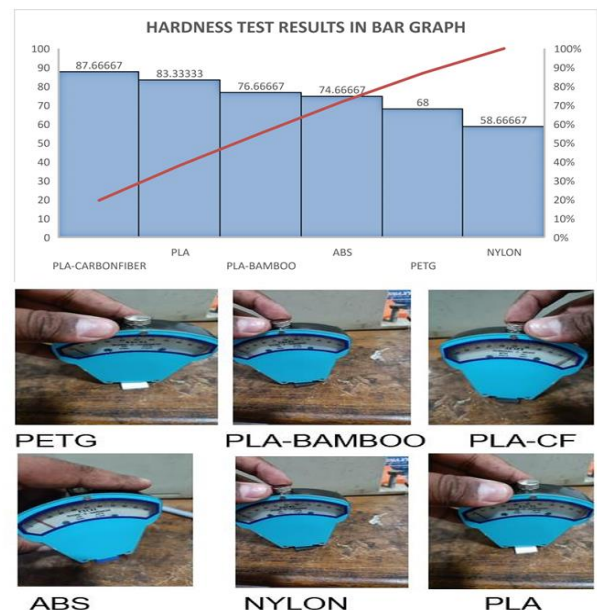 HARDNESS TEST RESULTS IN BAR GRAPH
100 100%
90 90%
80 80%
70 70%
60 60%
50 50%
40 40%
30 30%
20 20%
10 10%
0 0%
87.66667
83.33333
76.66667
74.66667
68
58.66667
PLA-CARBONFIBER
PLA
PLA-BAMBOO
ABS
PETG
NYLON
PETG PLA-BAMBOO PLA-CF
ABS NYLON PLA